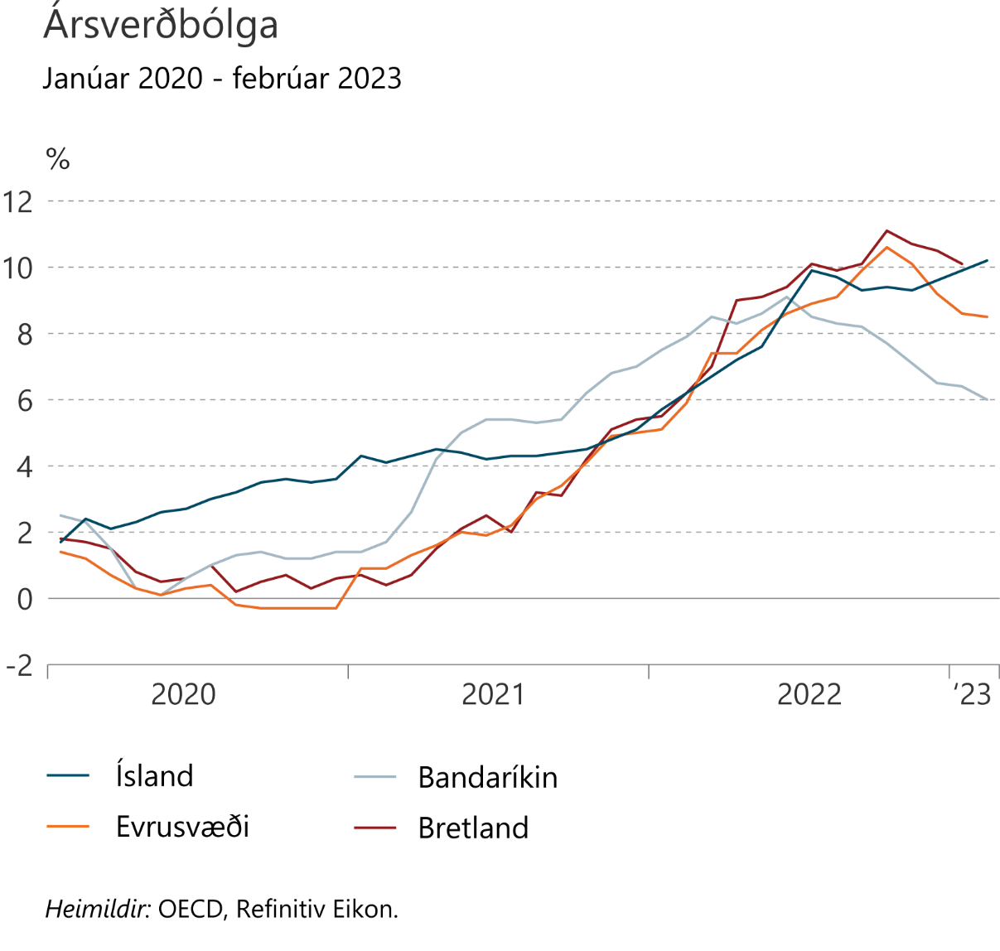 Ársverðbólga
Janúar 2020 - febrúar 2023
%
12
10
8
6
4
2
0
-2
2020 2021 2022 ’23
Ísland Bandaríkin
Evrusvæði Bretland
Heimildir: OECD, Refinitiv Eikon.